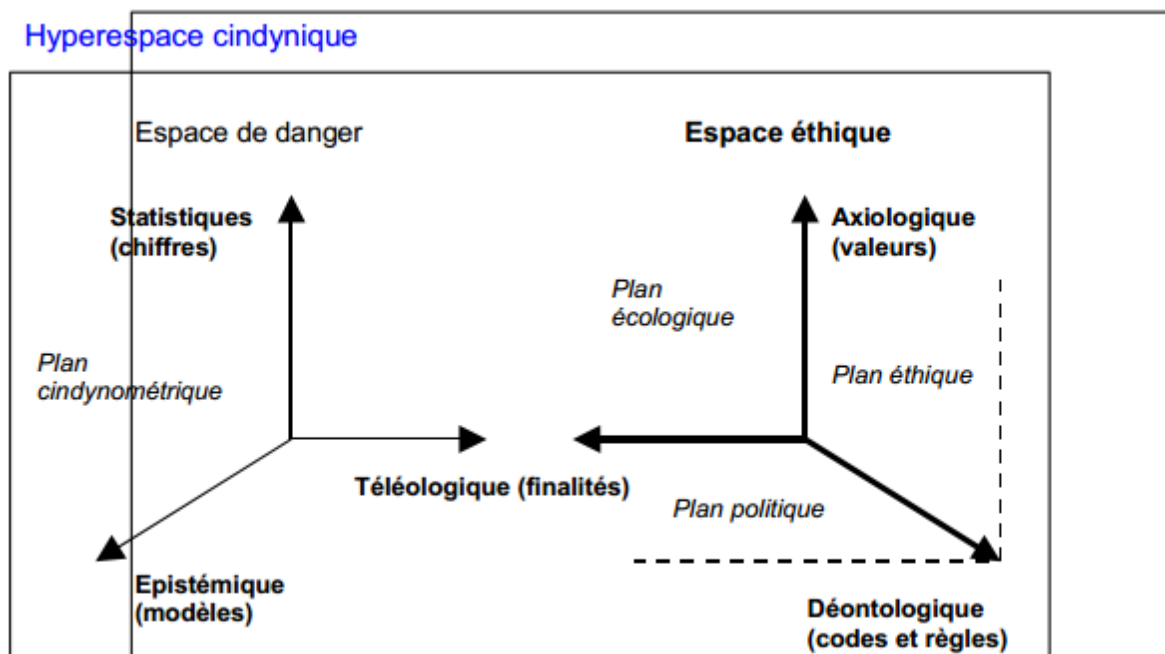 Hyperespace cindynique
Espace de danger
Espace éthique
Statistiques
(chiffres)
Axiologique
(valeurs)
Plan
écologique
Plan
cindynométrique
Plan éthique
Téléologique (finalités)
Plan politique
Epistémique
(modèles)
Déontologique
(codes et règles)